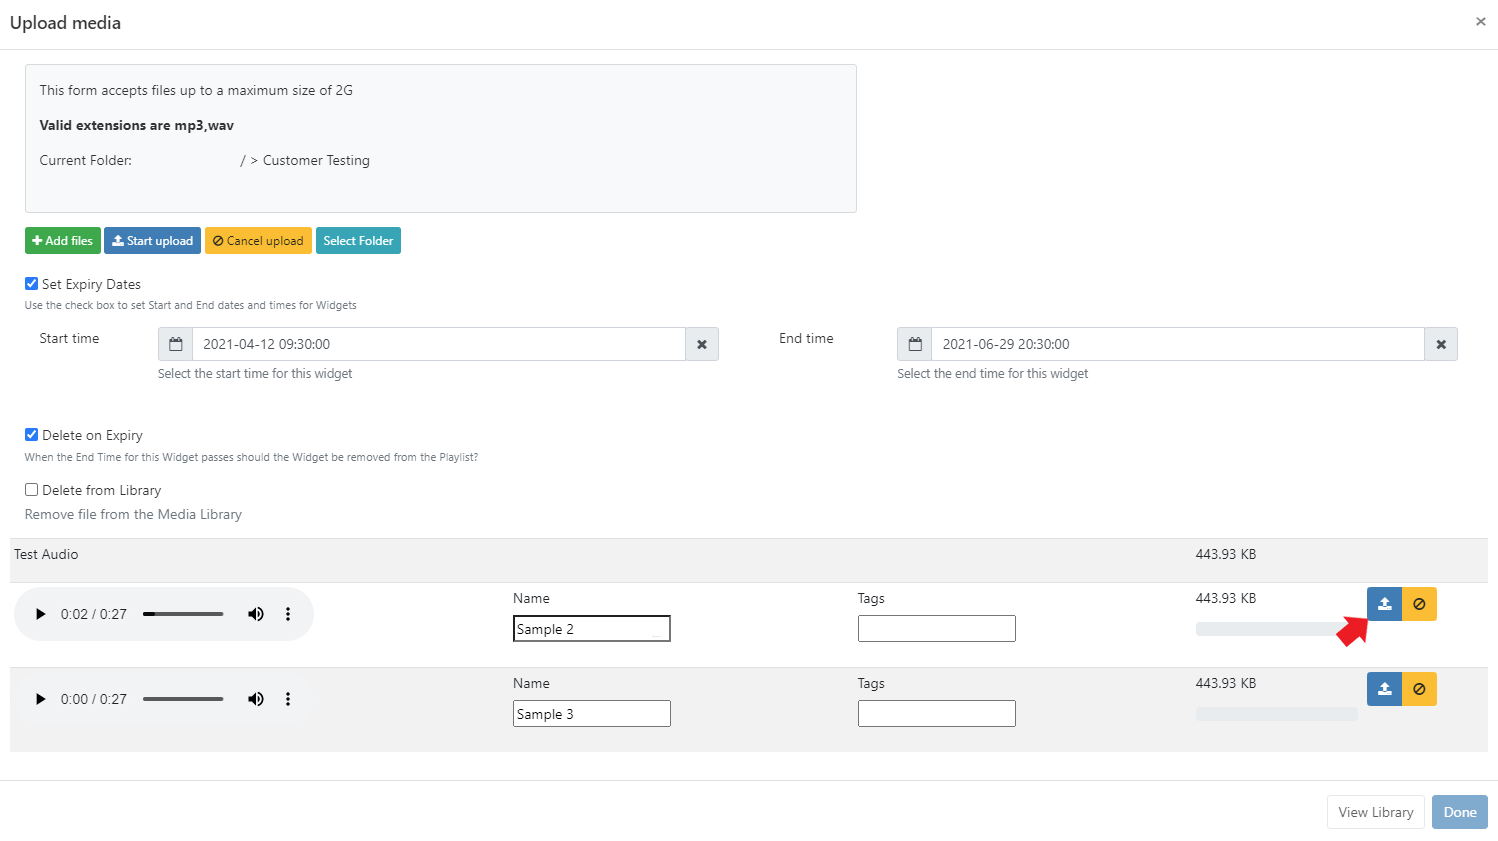 Upload media
×
This form accepts files up to a maximum size of 2G
Valid extensions are mp3,wav
Current Folder: / > Customer Testing
Add files Start upload Cancel upload Select Folder
Set Expiry Dates
Use the check box to set Start and End dates and times for Widgets
Start time 2021-04-12 09:30:00 End time 2021-06-29 20:30:00
Select the start time for this widget Select the end time for this widget
Delete on Expiry
When the End Time for this Widget passes should the Widget be removed from the Playlist?
Delete from Library
Remove file from the Media Library
Test Audio 443.93 KB
Name Tags 443.93 KB
0:02 / 0:27
Sample 2
Name Tags 443.93 KB
0:00 / 0:27
Sample 3
View Library Done